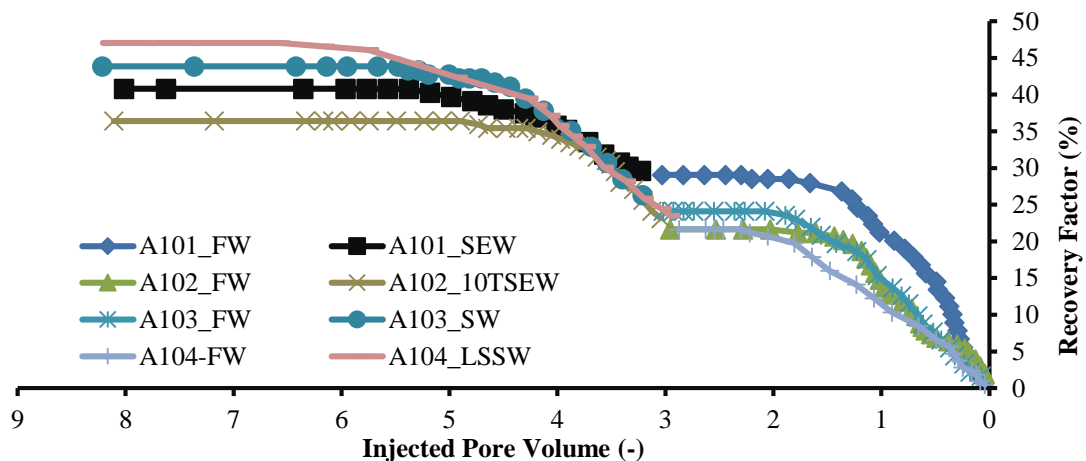 50
45
40
35
30
25
20
15
10
5
0
Recovery Factor (%)
A101_FW
A101_SEW
A102_FW
A102_10TSEW
A103_FW
A103_SW
A104-FW
A104_LSSW
9 8 7 6 5 4 3 2 1 0
Injected Pore Volume (-)